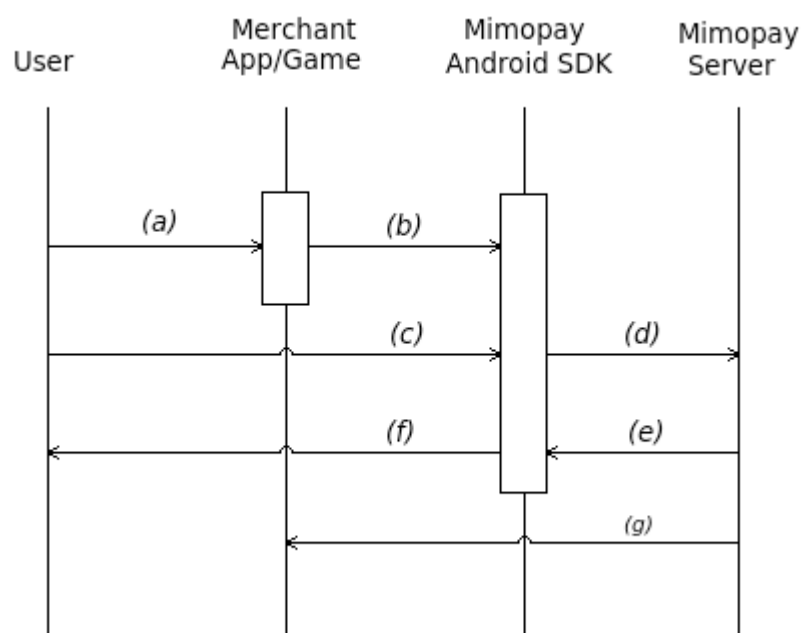 User
Merchant
App/Game
Mimopay
Android SDK
Mimopay
Server
(a)
(b)
(c)
(d)
(f)
(e)
(g)